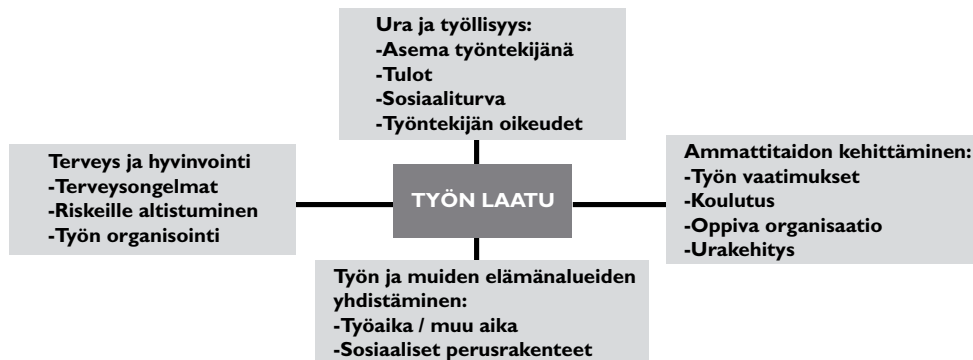 Ura ja työllisyys:
-Asema työntekijänä
-Tulot
-Sosiaaliturva
-Työntekijän oikeudet
Terveys ja hyvinvointi
-Terveysongelmat
-Riskeille altistuminen
-Työn organisointi
TYÖN LAATU
Ammattitaidon kehittäminen:
-Työn vaatimukset
-Koulutus
-Oppiva organisaatio
-Urakehitys
Työn ja muiden elämänalueiden
yhdistäminen:
-Työaika / muu aika
-Sosiaaliset perusrakenteet